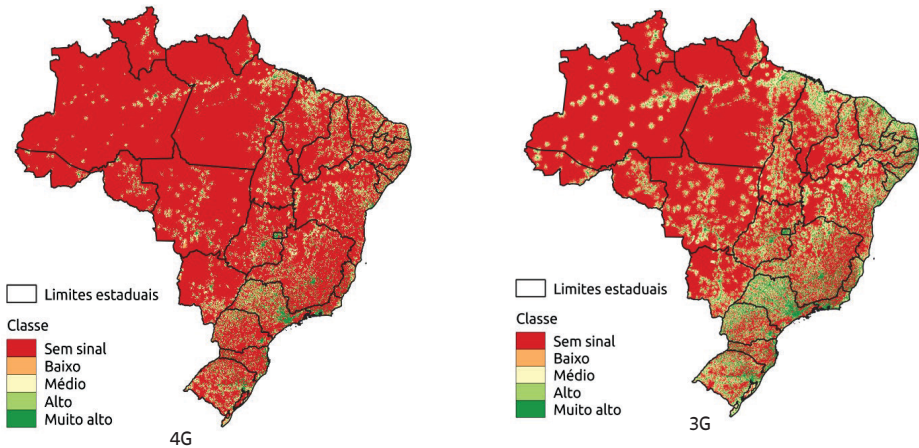 Limites estaduais
Classe
Sem sinal
Baixo
Médio
Alto
Muito alto
4G
Limites estaduais
Classe
Sem sinal
Baixo
Médio
Alto
Muito alto
3G